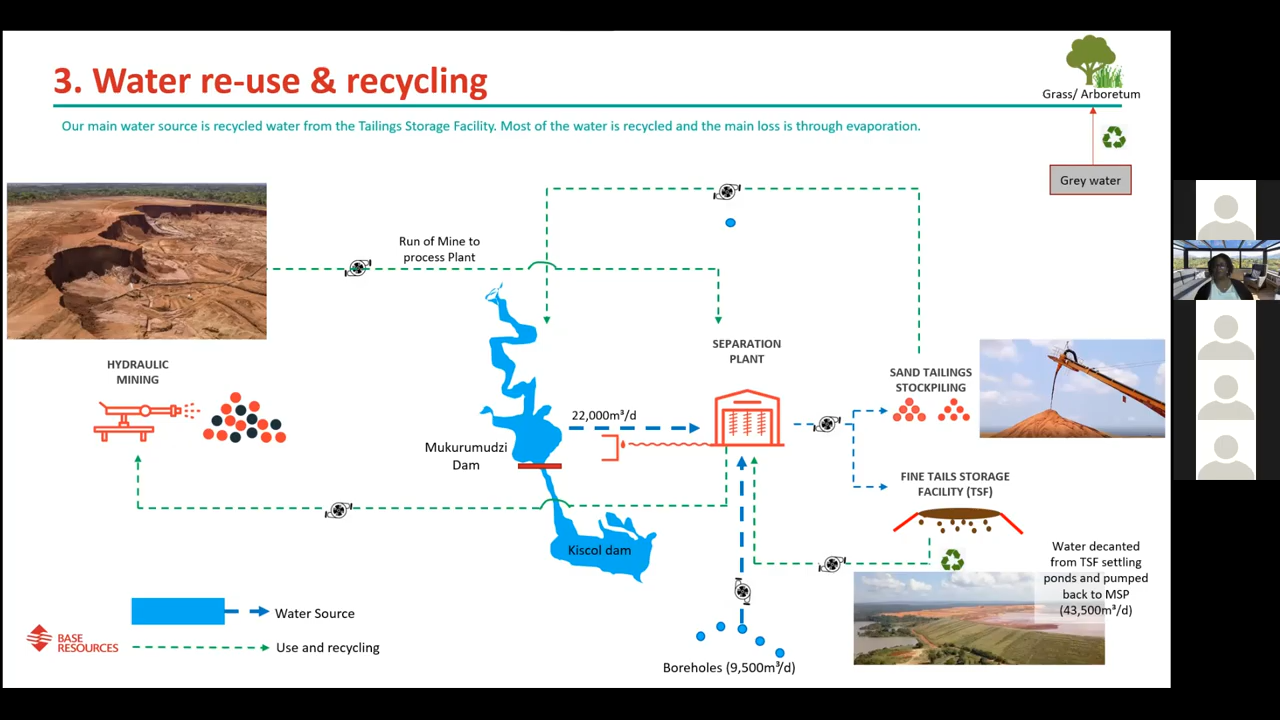 3. Water re-use & recycling
Grass/ Arboretum
Our main water source is recycled water from the Tailings Storage Facility. Most of the water is recycled and the main loss is through evaporation.
Grey water
Run of Mine to
process Plant
HYDRAULIC
MINING
SEPARATION
PLANT
SAND TAILINGS
STOCKPILING
22,000m³/d
Mukurumudzi
Dam
FINE TAILS STORAGE
FACILITY (TSF)
Kiscol dam
Water decanted
from TSF settling
ponds and pumped
back to MSP
(43,500m³/d)
Water Source
BASE
RESOURCES
Use and recycling
Boreholes (9,500m³/d)